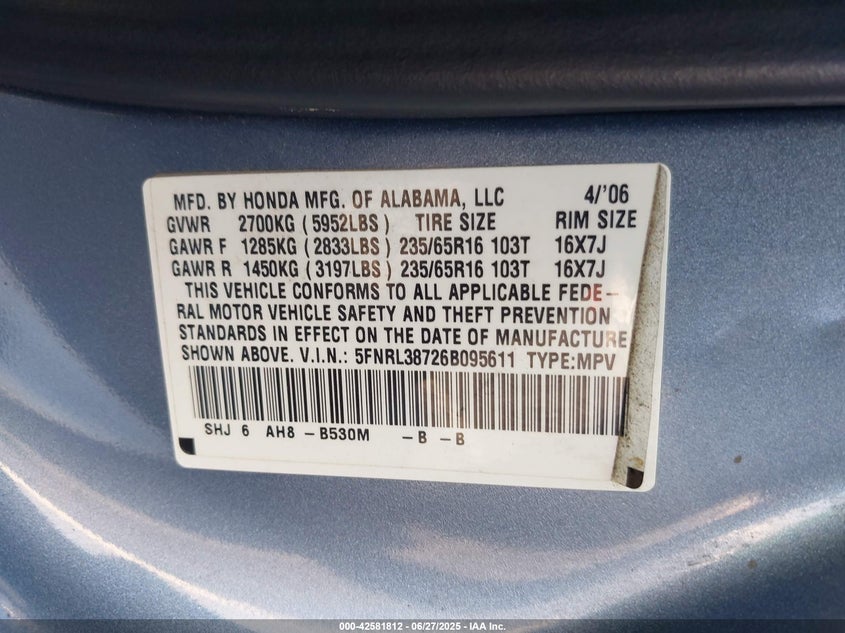 MFD. BY HONDA MFG. OF ALABAMA, LLC 4/'06
GVWR 2700KG (5952LBS) TIRE SIZE RIM SIZE
GAWR F 1285KG (2833LBS) 235/65R16 103T 16X7J
GAWR R 1450KG (3197LBS) 235/65R16 103T 16X7J
THIS VEHICLE CONFORMS TO ALL APPLICABLE FEDE-
RAL MOTOR VEHICLE SAFETY AND THEFT PREVENTION
STANDARDS IN EFFECT ON THE DATE OF MANUFACTURE
SHOWN ABOVE. V.I.N.: 5FNRL38726B095611 TYPE:MPV
SHJ 6 AH8 -B530M -B -B
000-42581812 - 06/27/2025 - IAA Inc.